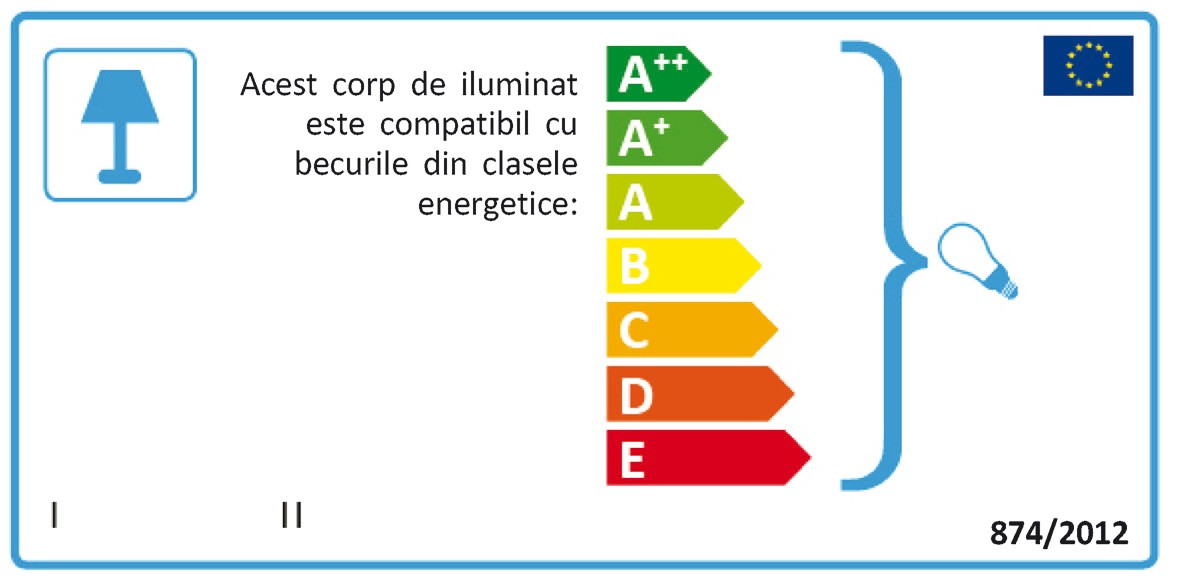 Acest corp de iluminat
este compatibil cu
becurile din clasele
energetice:
A++
A+
A
B
C
D
E
I
II
874/2012